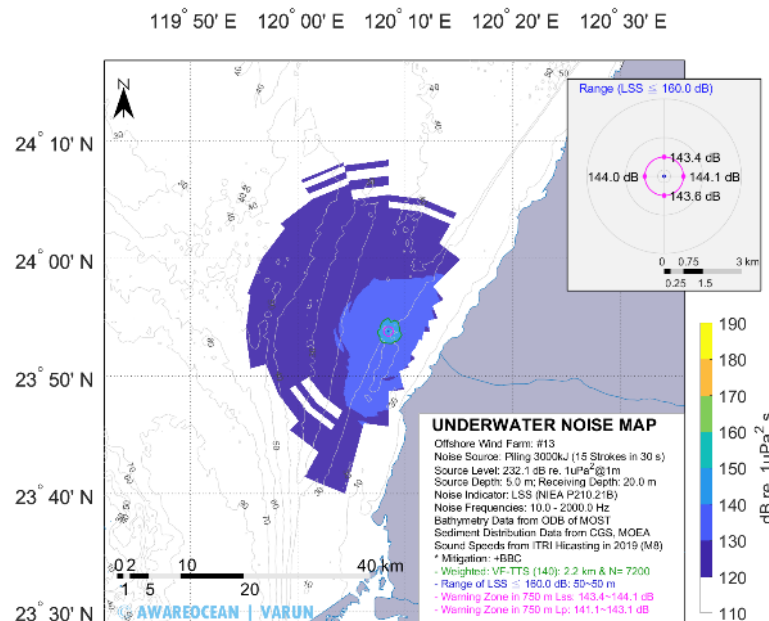 119° 50' E 120° 00' E 120° 10' E 120° 20' E 120° 30' E
N
Range (LSS ≤ 160.0 dB)
143.4 dB
144.0 dB 144.1 dB
143.6 dB
0 0.75 3 km
0.25 1.5
24° 10' N
24° 00' N
23° 50' N
23° 40' N
23° 30' N
190
180
170
160
150
140
130
120
110
dB re. 1uPa² s
UNDERWATER NOISE MAP
Offshore Wind Farm: #13
Noise Source: Piling 3000kJ (15 Strokes in 30 s)
Source Level: 232.1 dB re. 1uPa²@1m
Source Depth: 5.0 m; Receiving Depth: 20.0 m
Noise Indicator: LSS (NIEA P210.21B)
Noise Frequencies: 10.0 - 2000.0 Hz
Bathymetry Data from ODB of MOST
Sediment Distribution Data from CGS, MOEA
Sound Speeds from ITRI Hicasting in 2019 (M8)
* Mitigation: +BBC
- Weighted: VF-TTS (140): 2.2 km & N= 7200
- Range of LSS ≤ 160.0 dB: 50~50 m
- Warning Zone in 750 m Lss: 143.4~144.1 dB
- Warning Zone in 750 m Lp: 141.1~143.1 dB
0 2 10 40 km
1 5 20
© AWAREOCEAN | VARUN